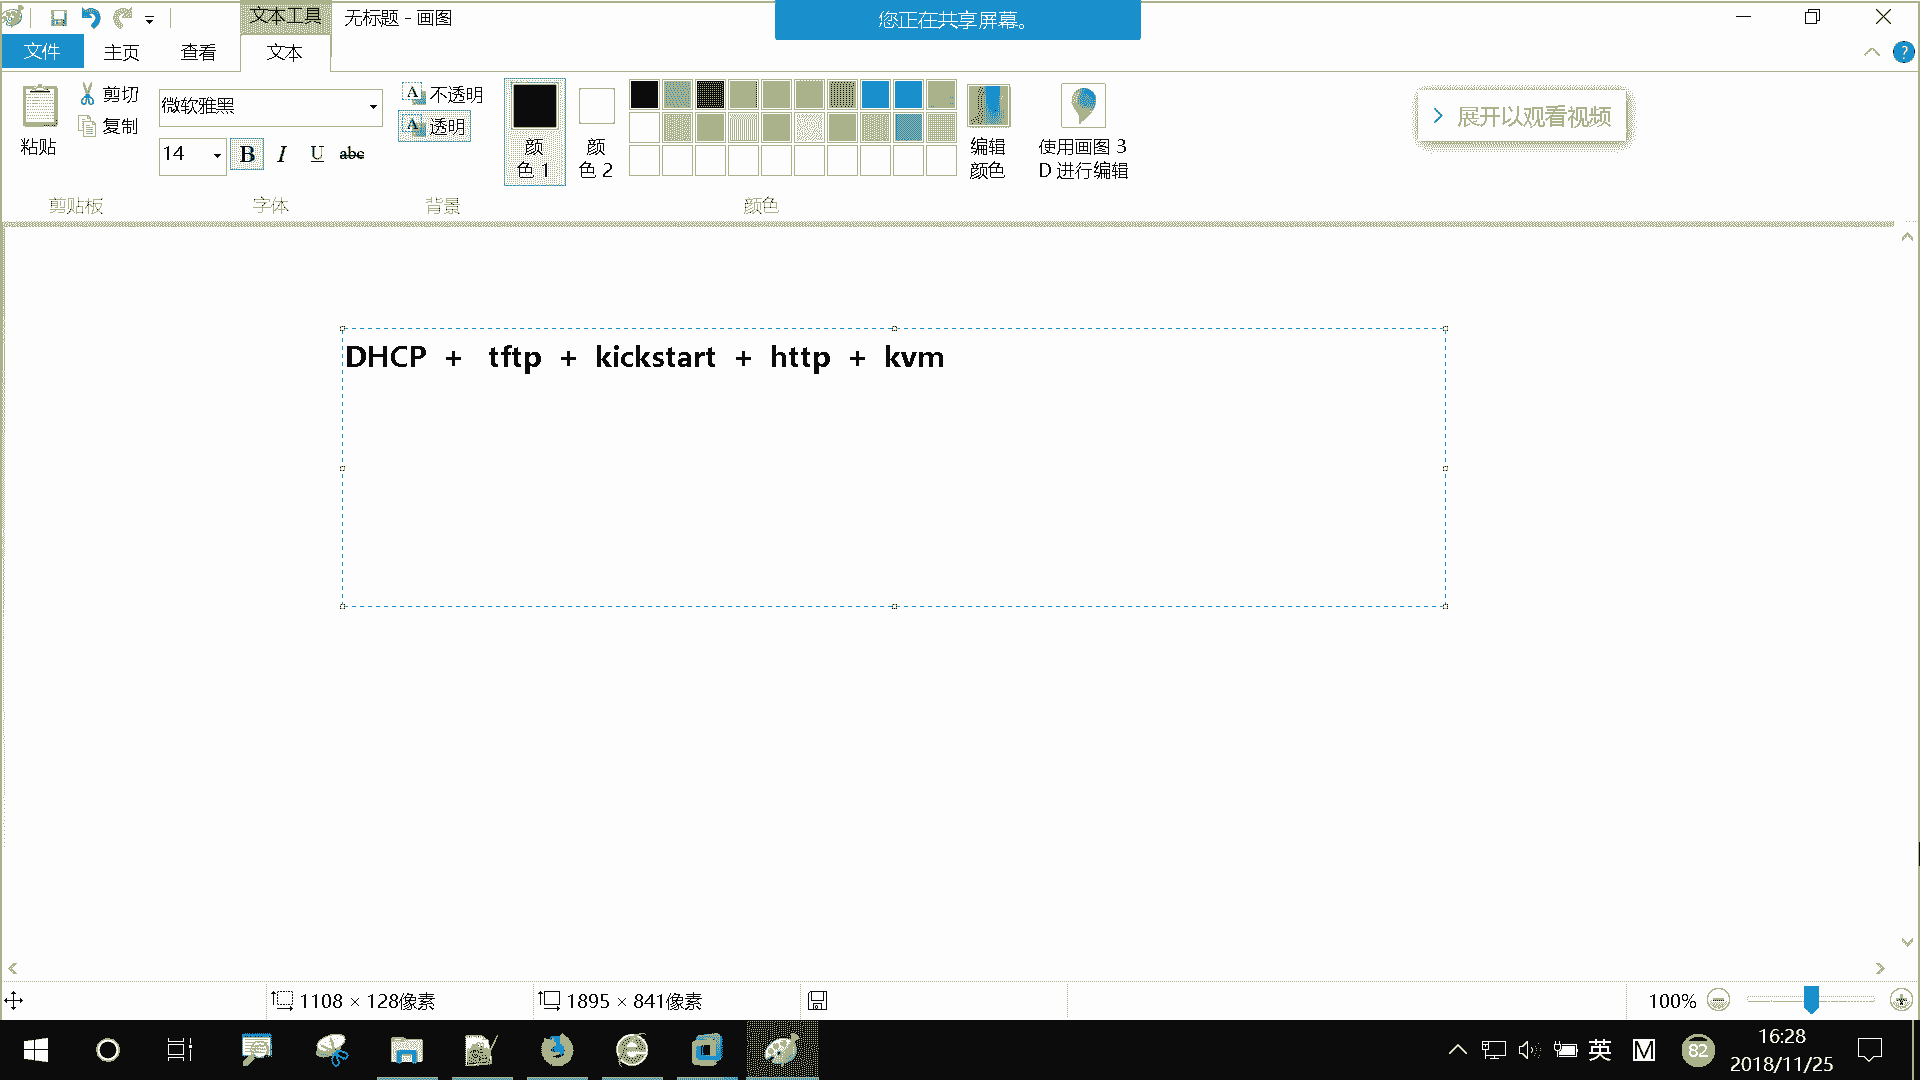 文本工具
无标题 - 画图
您正在共享屏幕。
文件
主页
查看
文本
?
粘贴
剪切
复制
微软雅黑
14
B
I
U
abc
A 不透明
A 透明
颜
色 1
颜
色 2
编辑
颜色
使用画图 3
D 进行编辑
展开以观看视频
剪贴板
字体
背景
颜色
DHCP + tftp + kickstart + http + kvm
1108 × 128像素
1895 × 841像素
100%
英
M
82
16:28
2018/11/25